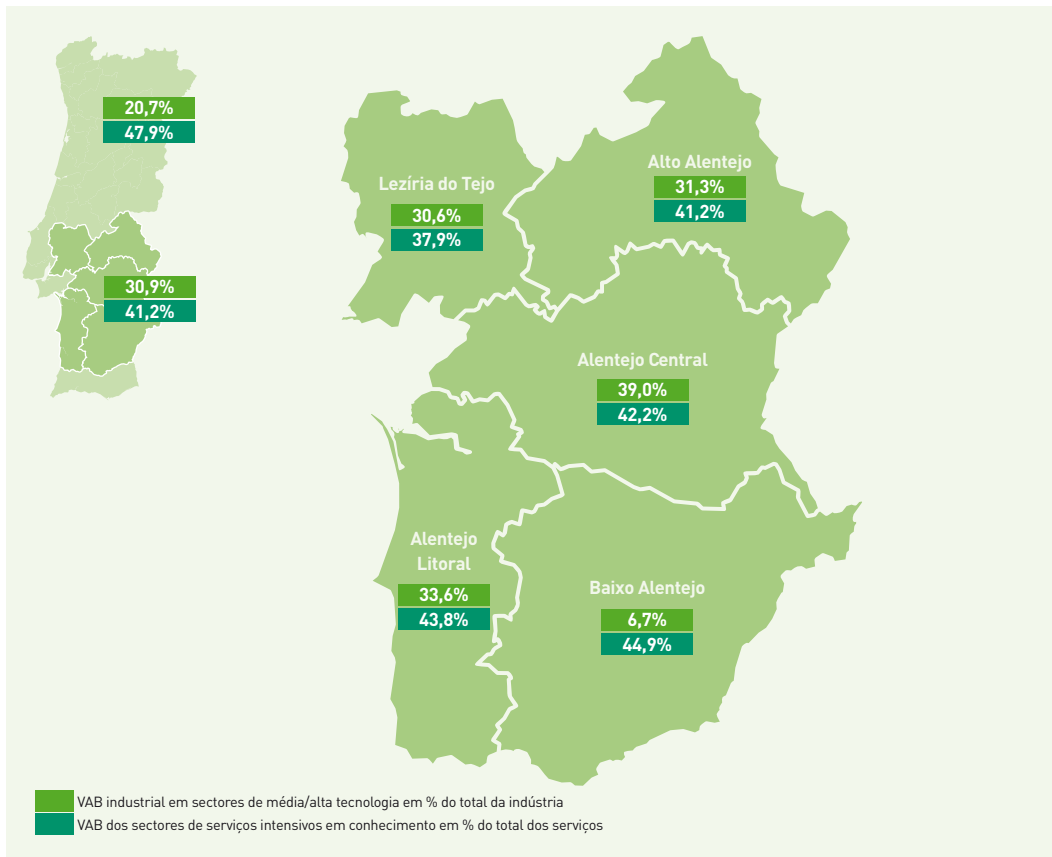 20,7%
47,9%
30,9%
41,2%
Lezíria do Tejo
30,6%
37,9%
Alto Alentejo
31,3%
41,2%
Alentejo Central
39,0%
42,2%
Alentejo
Litoral
33,6%
43,8%
Baixo Alentejo
6,7%
44,9%
VAB industrial em sectores de média/alta tecnologia em % do total da indústria
VAB dos sectores de serviços intensivos em conhecimento em % do total dos serviços